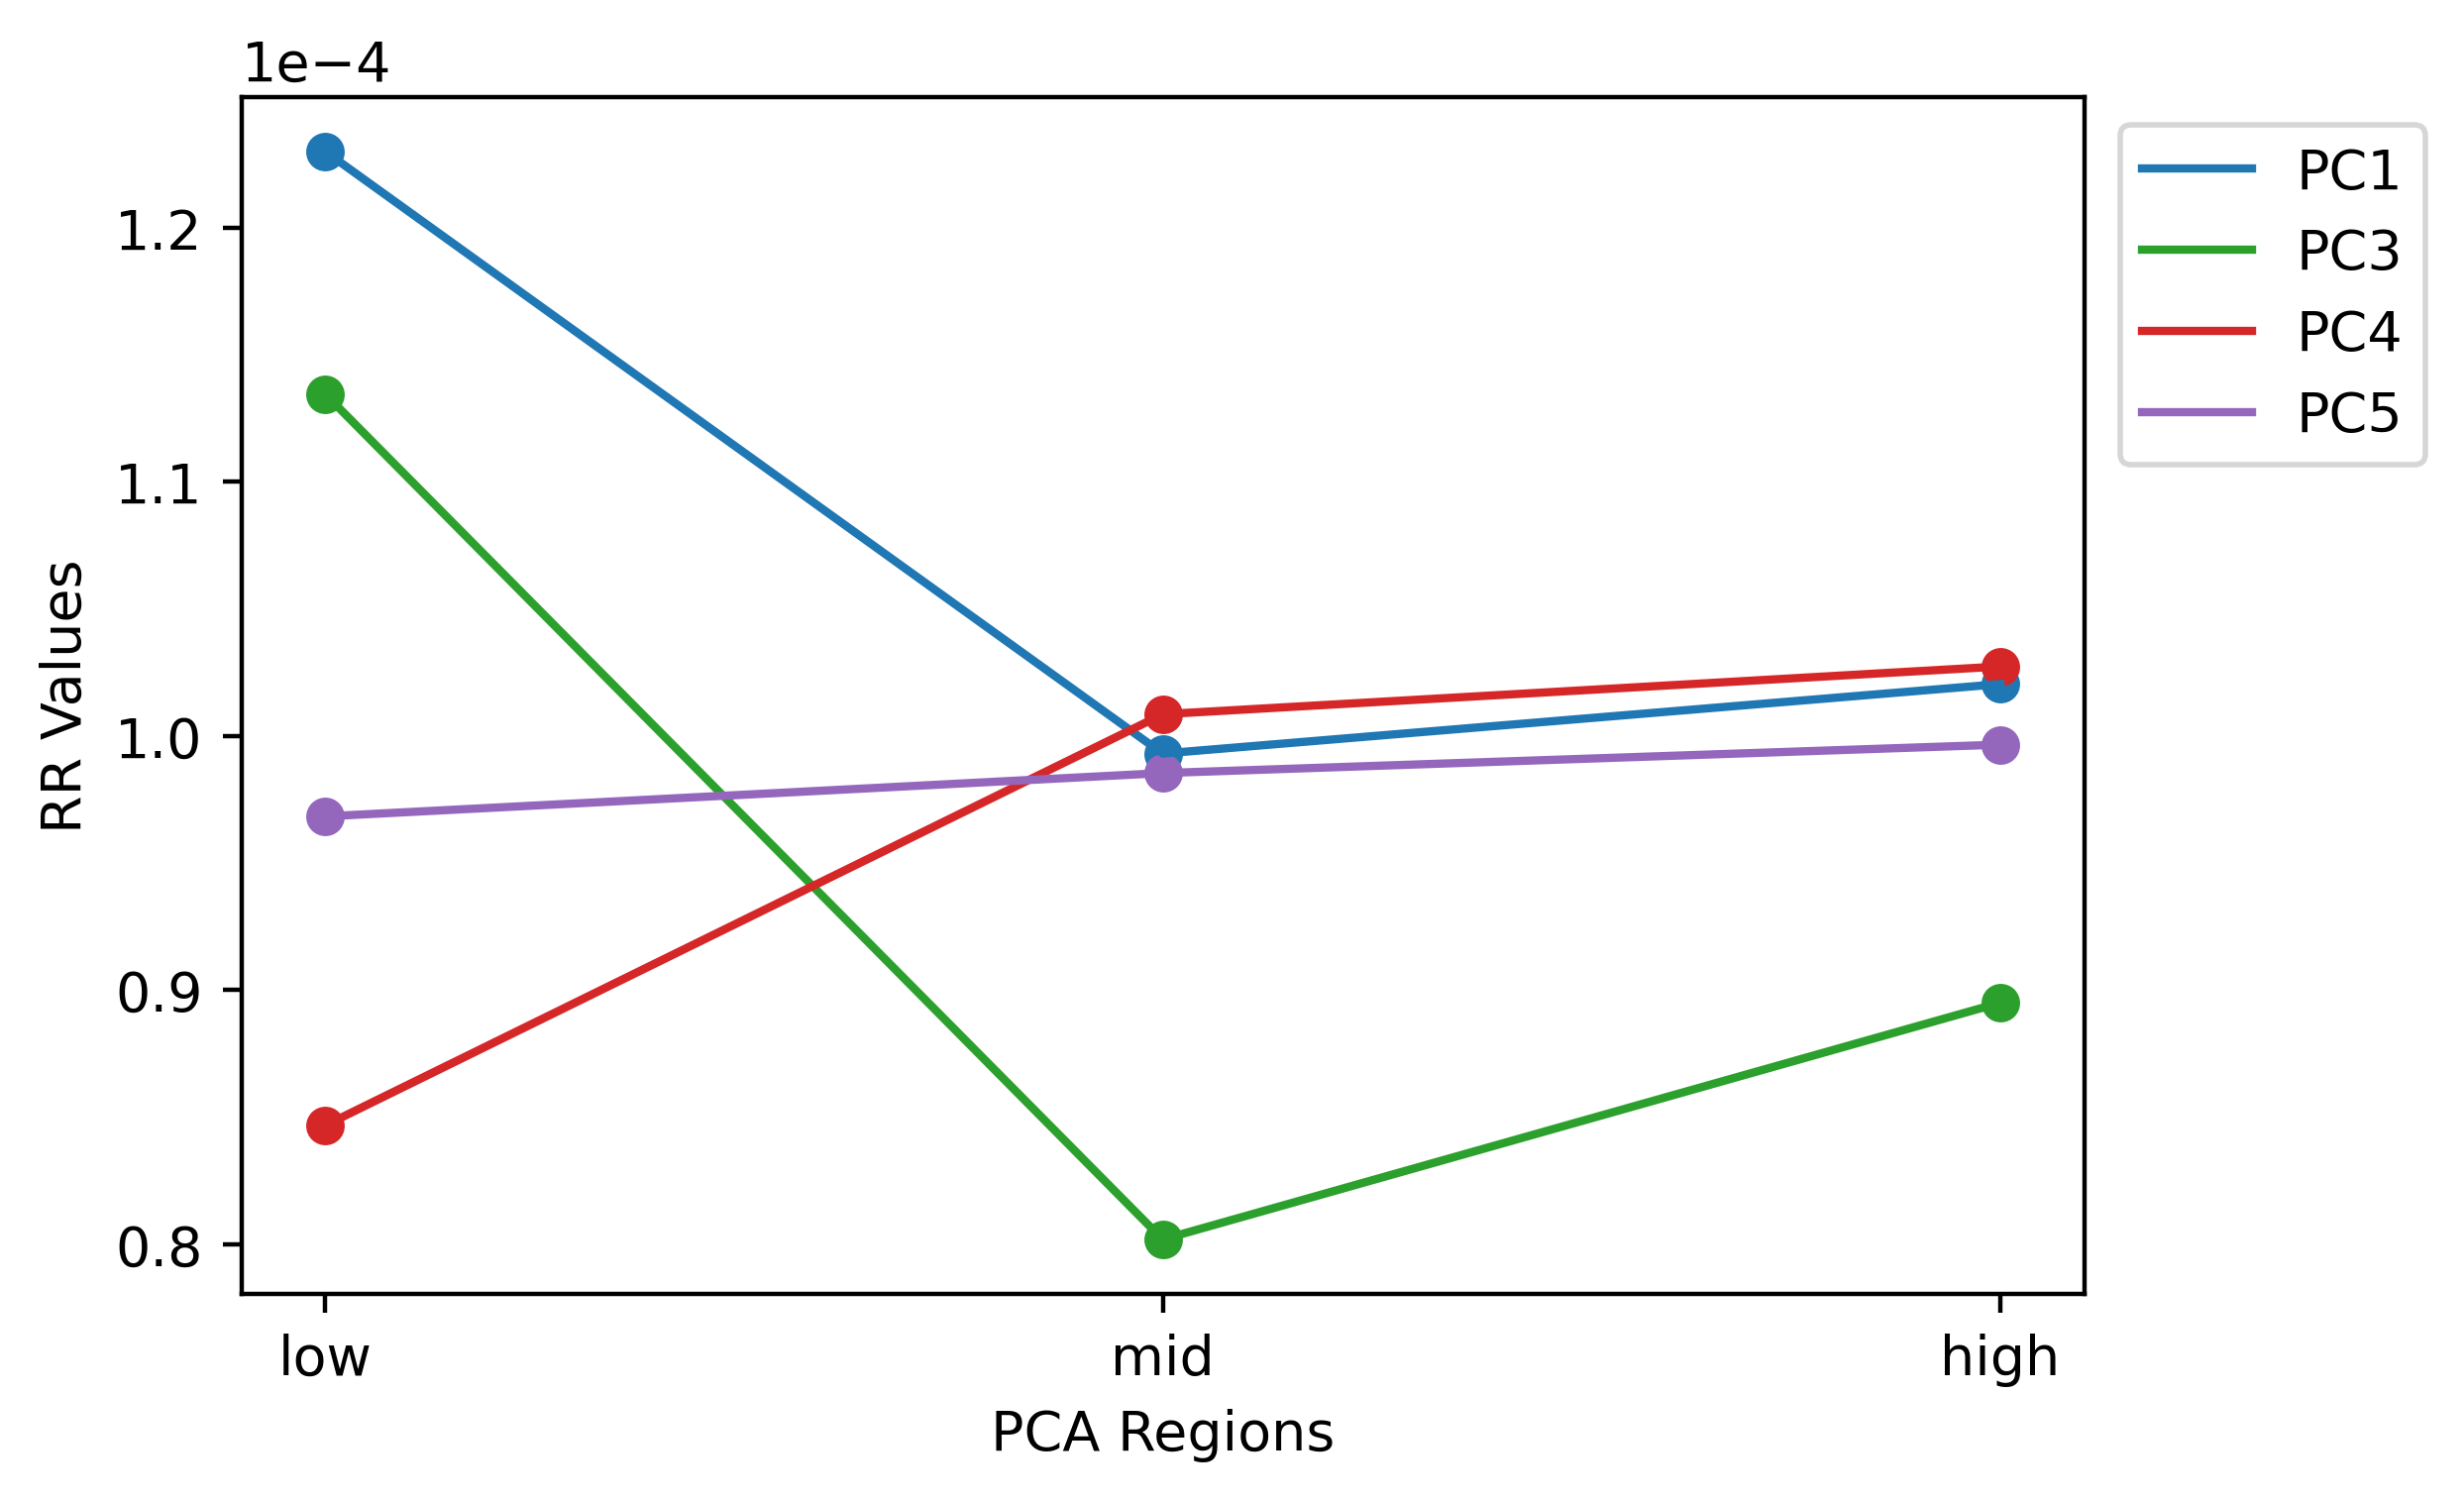 1e−4
1.2
1.1
1.0
0.9
0.8
RR Values
low
mid
high
PCA Regions
PC1
PC3
PC4
PC5